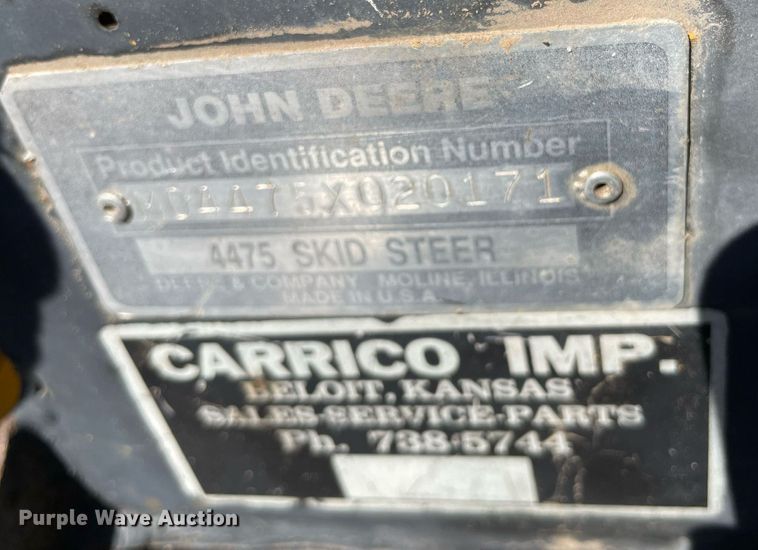 JOHN DEERE
Product Identification Number
M04475X020171
4475 SKID STEER
DEERE & COMPANY MOLINE, ILLINOIS
MADE IN U.S.A.
CARRICO IMP.
BELOIT, KANSAS
SALES-SERVICE-PARTS
Ph. 738-5744
Purple Wave Auction